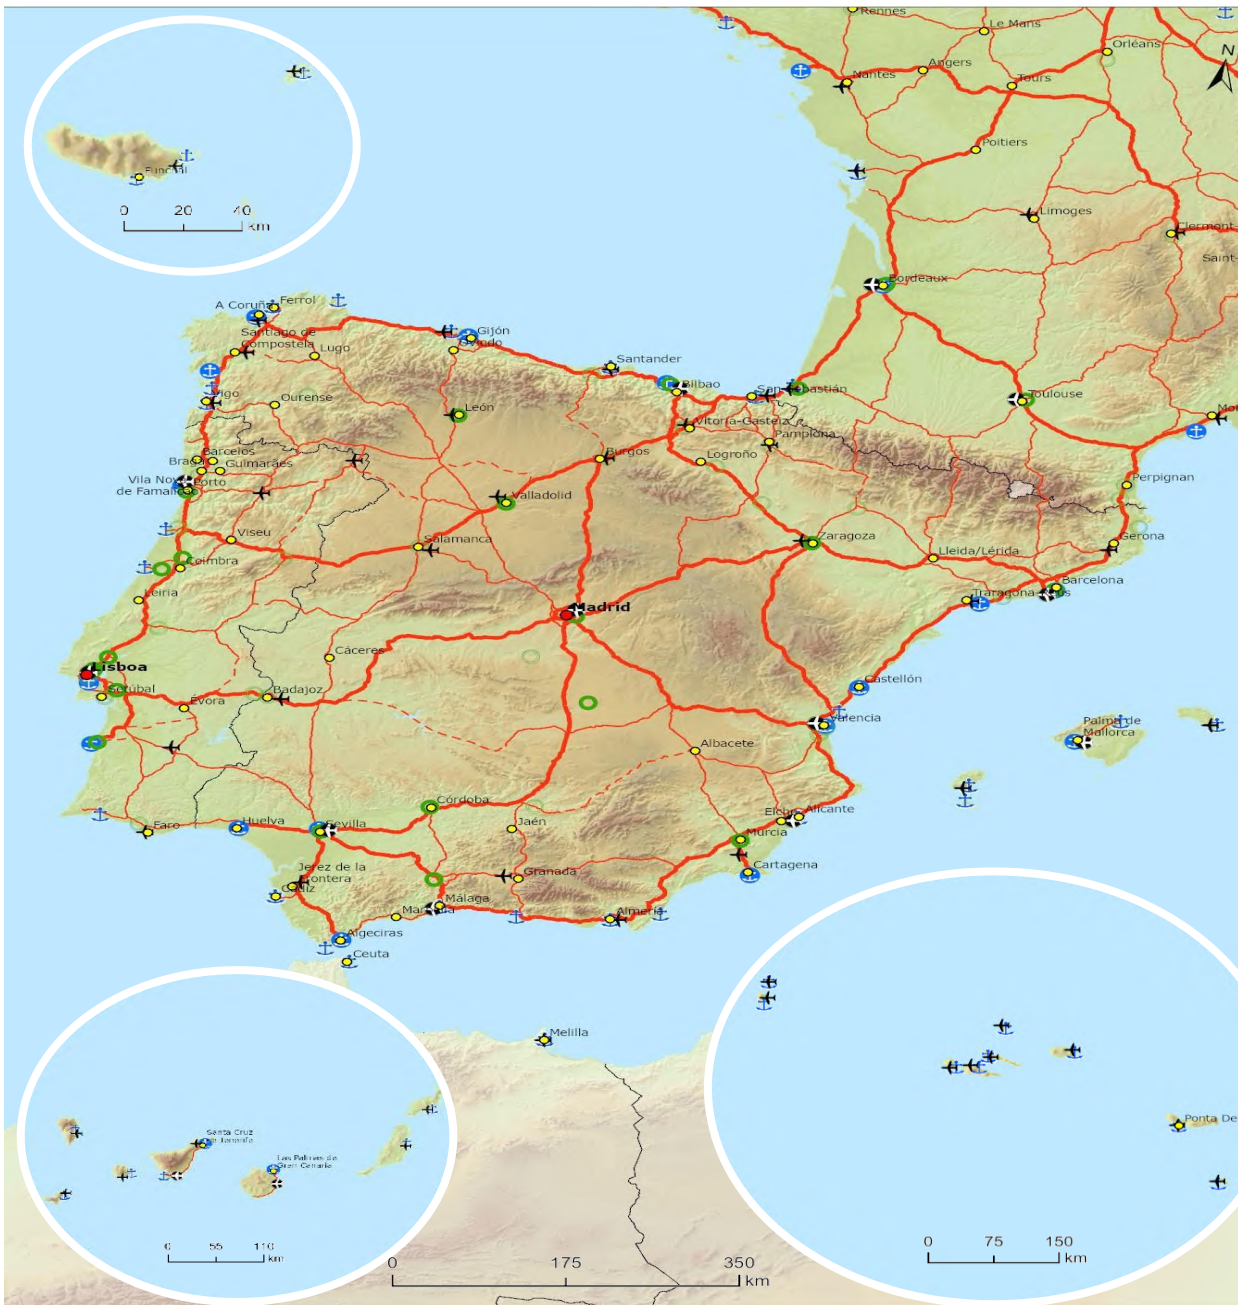 Rennes
Le Mans
Orléans
N
Angers
Nantes
Tours
Poitiers
Funchal
0 20 40
km
Limoges
Clermont-
Saint-
Bordeaux
A Coruña
Ferrol
Santiago de
Compostela
Lugo
Gijón
Oviedo
Santander
Bilbao
San Sebastián
Toulouse
Mon
Vigo
Ourense
León
Vitoria-Gasteiz
Pamplona
Burgos
Logroño
Barcelos
Braga
Guimarães
Vila Nova
de Famalicão
Porto
Perpignan
Valladolid
Viseu
Salamanca
Zaragoza
Lleida/Lérida
Gerona
Coimbra
Barcelona
Leiria
Madrid
Tarragona-Reus
Lisboa
Cáceres
Setúbal
Évora
Badajoz
Castellón
Valencia
Palma de
Mallorca
Albacete
Córdoba
Elche
Alicante
Faro
Huelva
Sevilla
Jaén
Murcia
Jerez de la
Frontera
Granada
Cartagena
Cádiz
Málaga
Marbella
Almería
Algeciras
Ceuta
Melilla
Santa Cruz
de Tenerife
Las Palmas de
Gran Canaria
Ponta De
0 55 110
km
0 175 350
km
0 75 150
km